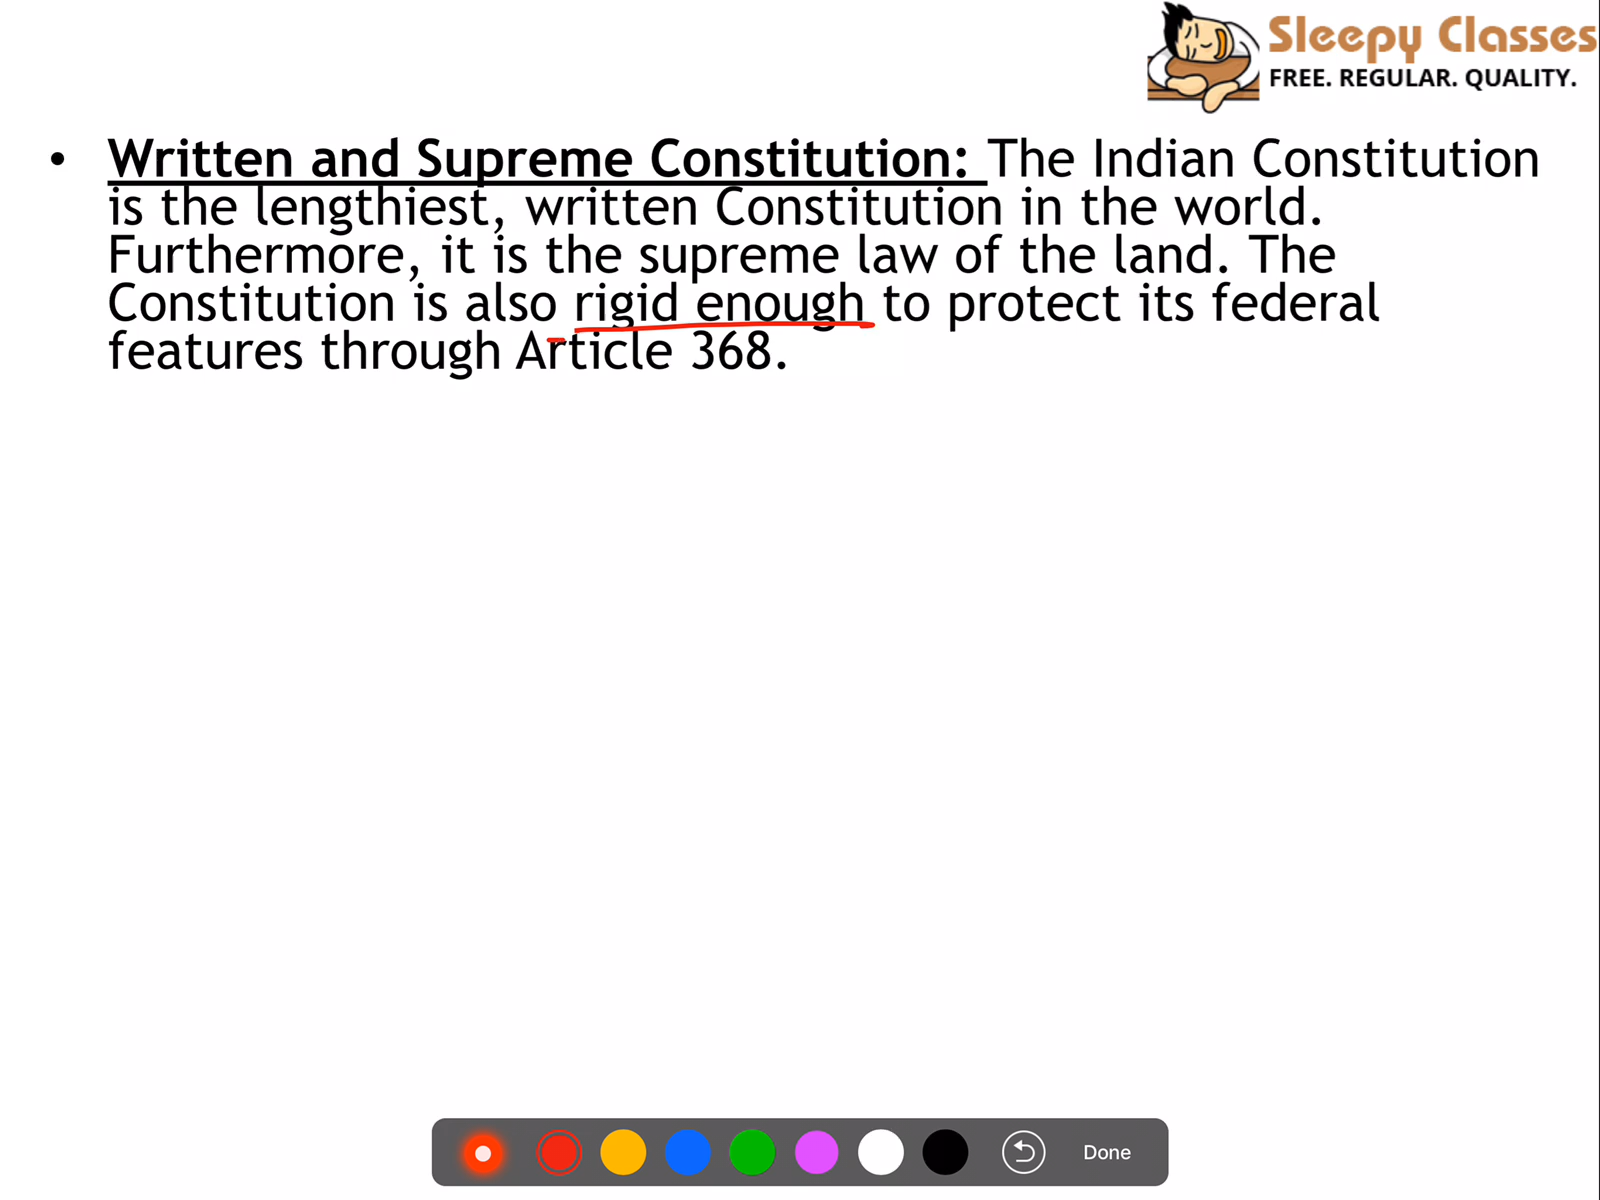 Sleepy Classes
FREE. REGULAR. QUALITY.
• Written and Supreme Constitution: The Indian Constitution
is the lengthiest, written Constitution in the world.
Furthermore, it is the supreme law of the land. The
Constitution is also rigid enough to protect its federal
features through Article 368.
Done